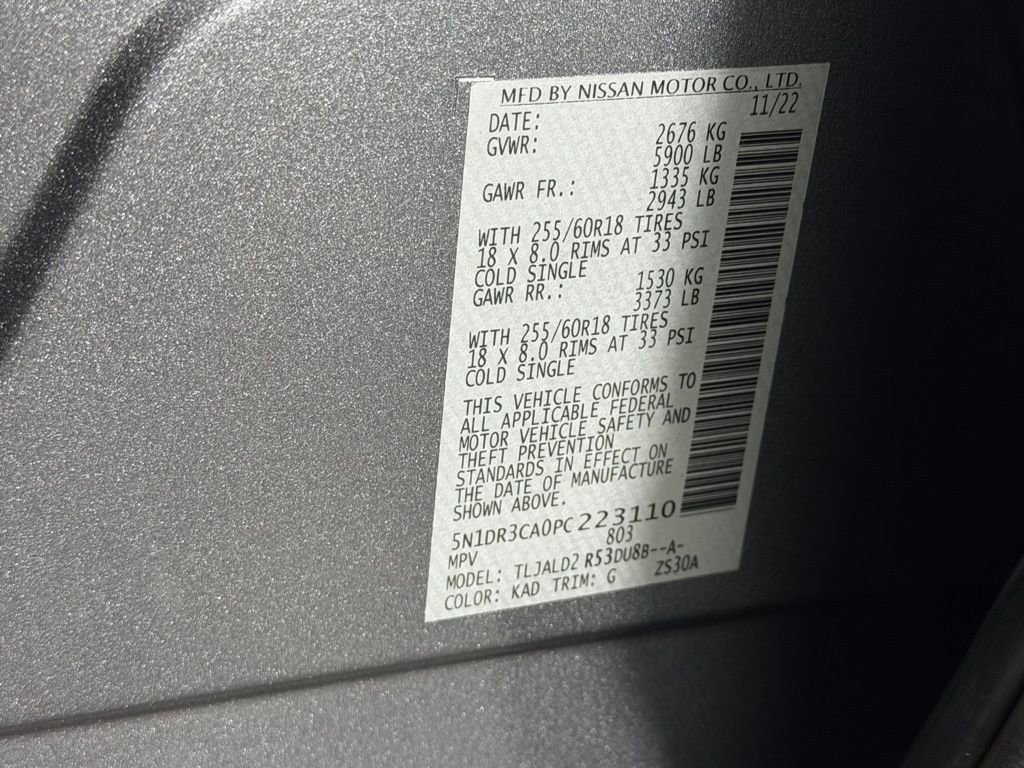 MFD BY NISSAN MOTOR CO., LTD.
DATE: 11/22
GVWR: 2676 KG
5900 LB
GAWR FR.: 1335 KG
2943 LB
WITH 255/60R18 TIRES
18 X 8.0 RIMS AT 33 PSI
COLD SINGLE
GAWR RR.: 1530 KG
3373 LB
WITH 255/60R18 TIRES
18 X 8.0 RIMS AT 33 PSI
COLD SINGLE
THIS VEHICLE CONFORMS TO
ALL APPLICABLE FEDERAL
MOTOR VEHICLE SAFETY AND
THEFT PREVENTION
STANDARDS IN EFFECT ON
THE DATE OF MANUFACTURE
SHOWN ABOVE.
5N1DR3CA0PC223110
MPV 803
MODEL: TLJALD2 R53DU8B--A-
COLOR: KAD TRIM: G ZS30A